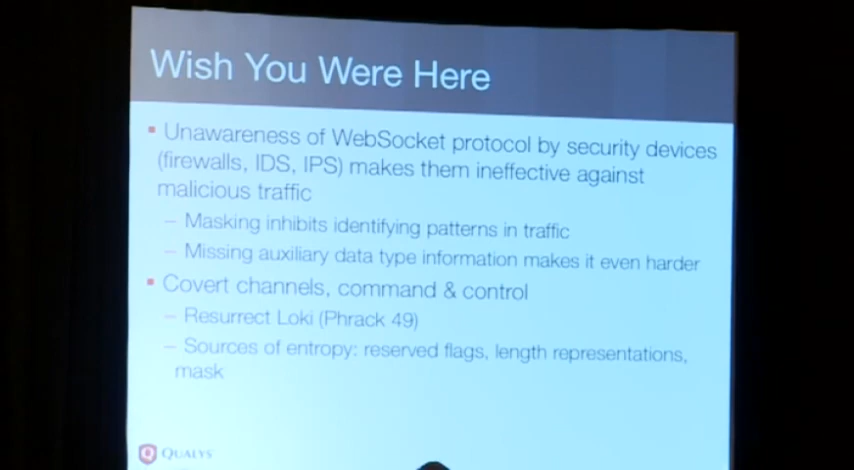 Wish You Were Here
Unawareness of WebSocket protocol by security devices
(firewalls, IDS, IPS) makes them ineffective against
malicious traffic
– Masking inhibits identifying patterns in traffic
– Missing auxiliary data type information makes it even harder
Covert channels, command & control
– Resurrect Loki (Phrack 49)
– Sources of entropy: reserved flags, length representations,
mask
QUALYS